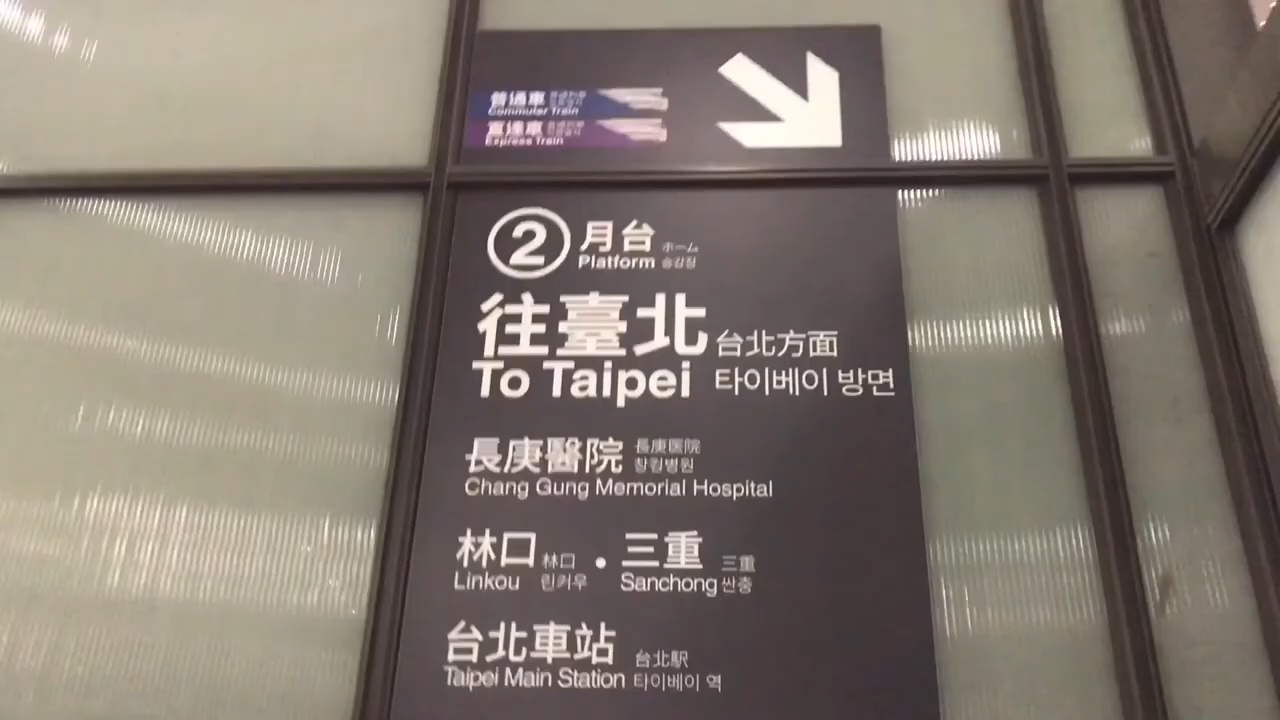 普通車
Commuter Train
直達車
Express Train
2 月台 ホーム
Platform 승강장
往臺北 台北方面
To Taipei 타이베이 방면
長庚醫院 長庚医院
창겅병원
Chang Gung Memorial Hospital
林口 林口 • 三重 三重
Linkou 린커우 Sanchong 싼충
台北車站 台北駅
Taipei Main Station 타이베이 역